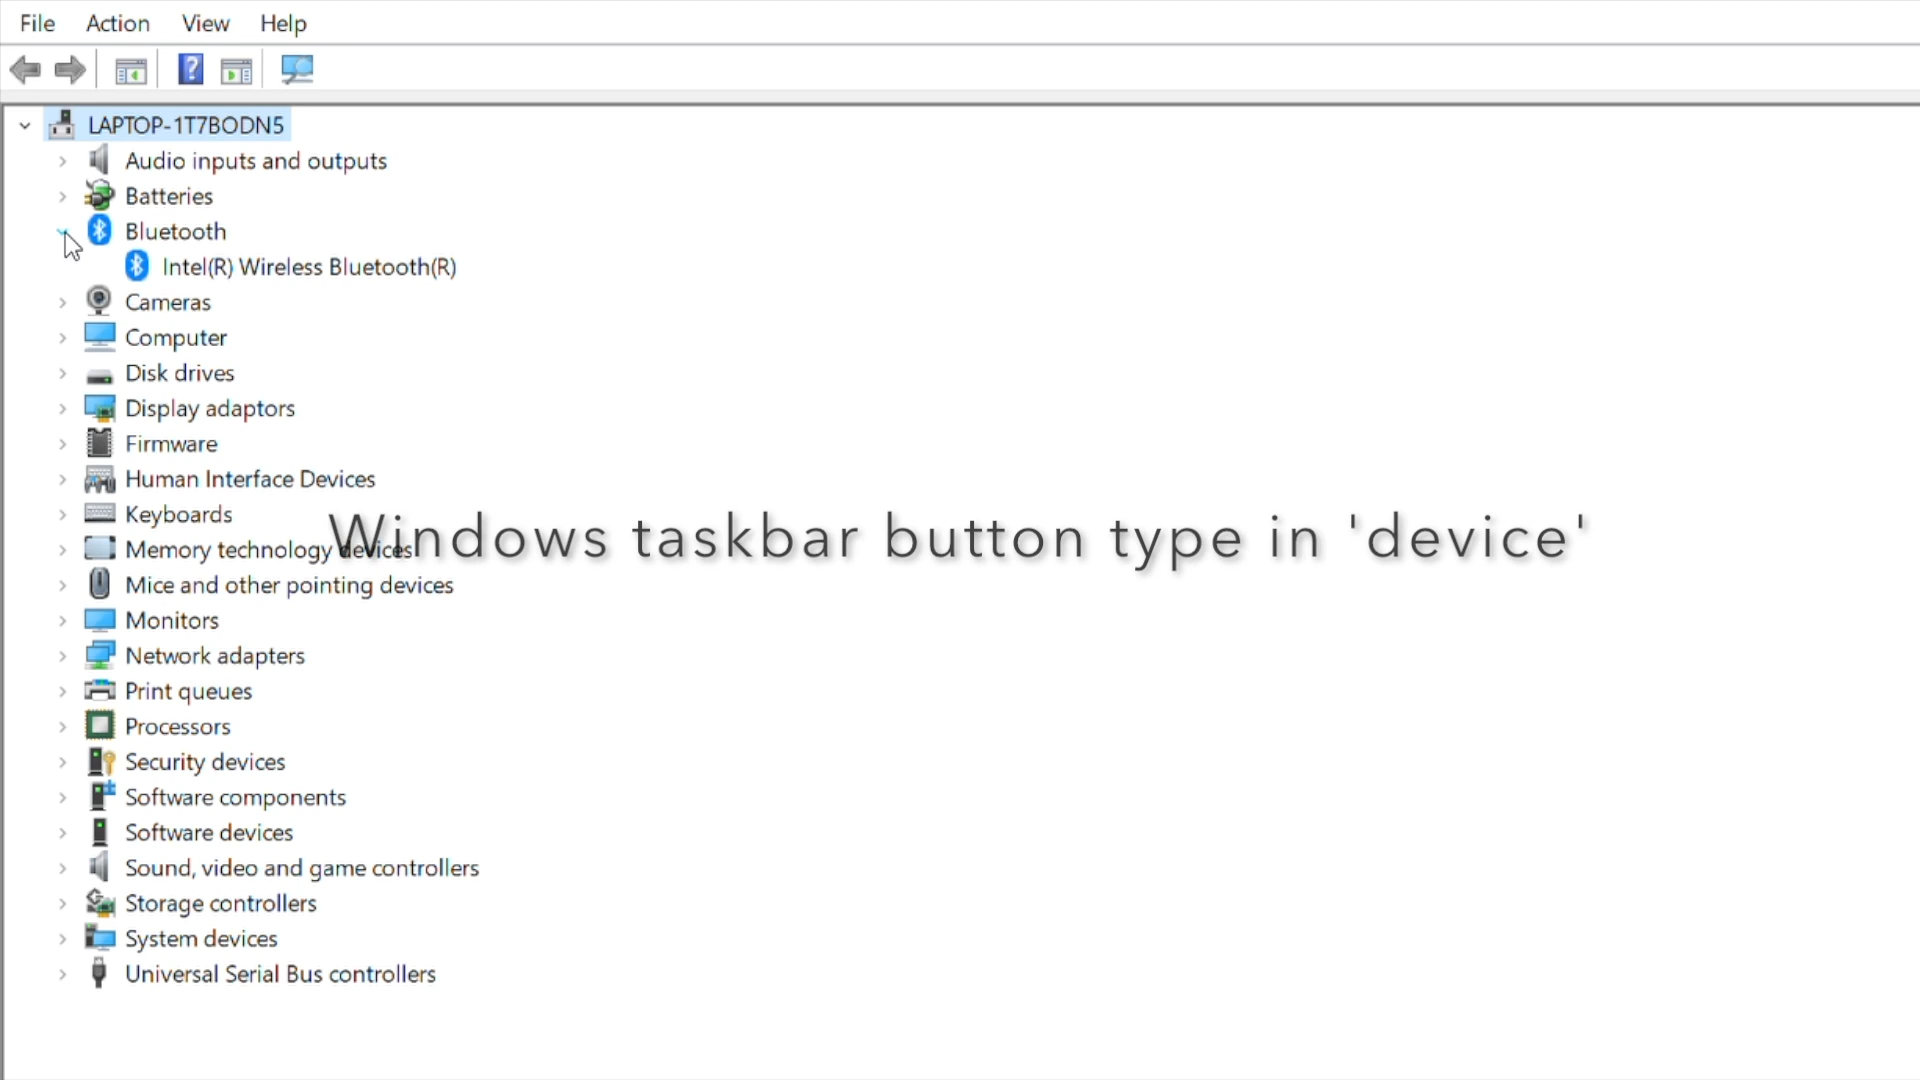 File Action View Help
LAPTOP-1T7BODN5
Audio inputs and outputs
Batteries
Bluetooth
Intel(R) Wireless Bluetooth(R)
Cameras
Computer
Disk drives
Display adaptors
Firmware
Human Interface Devices
Keyboards
Windows taskbar button type in 'device'
Memory technology devices
Mice and other pointing devices
Monitors
Network adapters
Print queues
Processors
Security devices
Software components
Software devices
Sound, video and game controllers
Storage controllers
System devices
Universal Serial Bus controllers